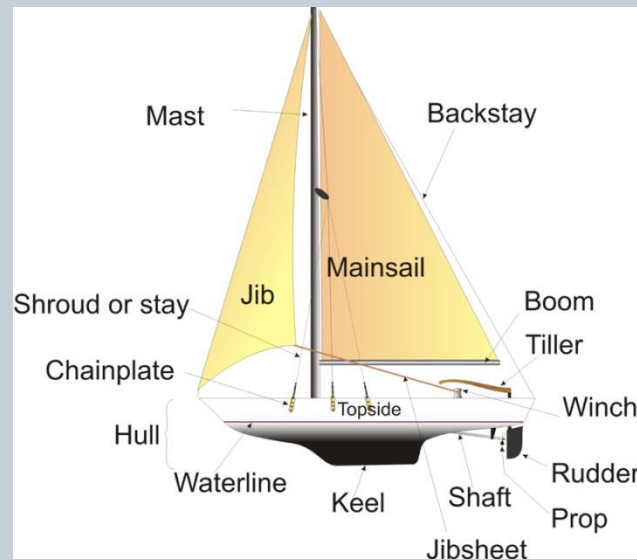 Mast
Backstay
Mainsail
Jib
Shroud or stay
Boom
Tiller
Chainplate
Winch
Topside
Hull
Waterline
Rudder
Keel
Shaft
Prop
Jibsheet